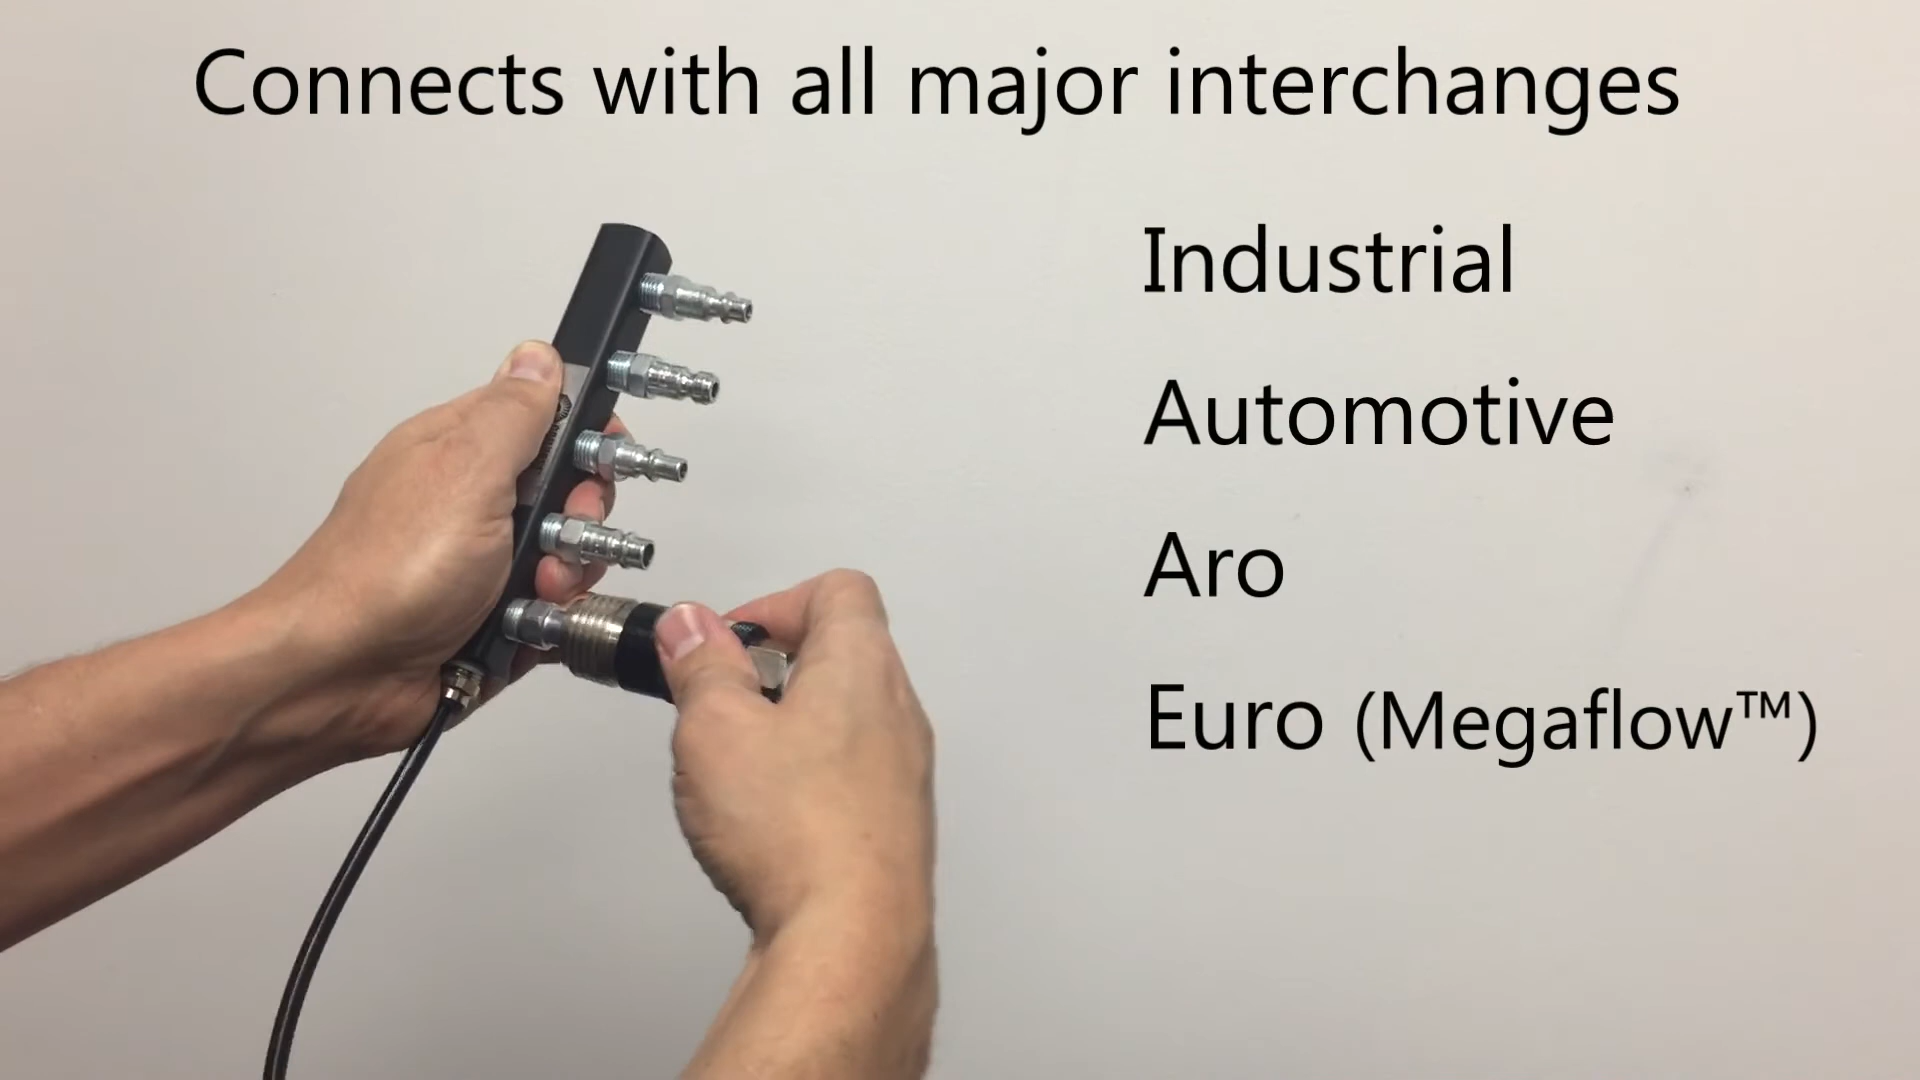 Connects with all major interchanges
Industrial
Automotive
Aro
Euro (Megaflow™)